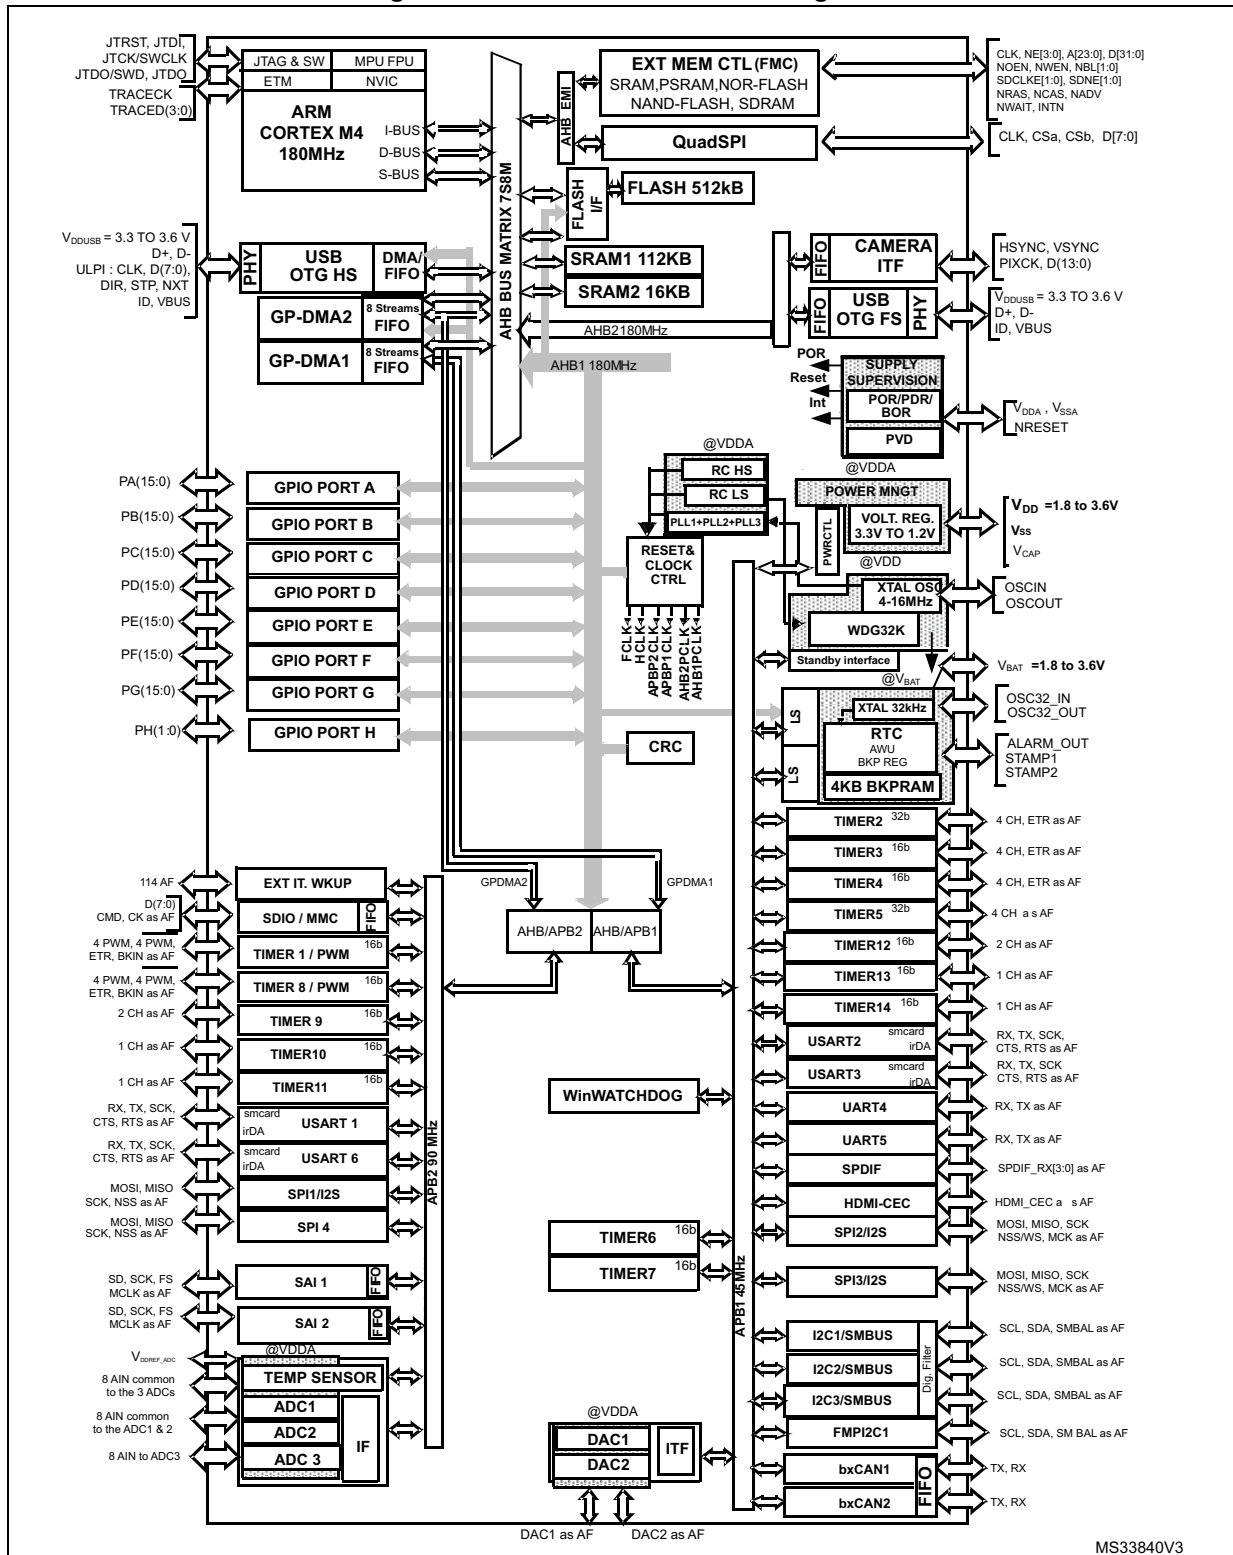 JTRST, JTDI,
JTCK/SWCLK
JTDO/SWD, JTDO
TRACECK
TRACED(3:0)
JTAG & SW
MPU FPU
ETM
NVIC
ARM
CORTEX M4
180MHz
I-BUS
D-BUS
S-BUS
AHB BUS MATRIX 7S8M
AHB EMI
EXT MEM CTL (FMC)
SRAM,PSRAM,NOR-FLASH
NAND-FLASH, SDRAM
CLK, NE[3:0], A[23:0], D[31:0]
NOEN, NWEN, NBL[1:0]
SDCLKE[1:0], SDNE[1:0]
NRAS, NCAS, NADV
NWAIT, INTN
QuadSPI
CLK, CSa, CSb, D[7:0]
FLASH
I/F
FLASH 512kB
SRAM1 112KB
SRAM2 16KB
VDDUSB = 3.3 TO 3.6 V
D+, D-
ULPI : CLK, D(7:0),
DIR, STP, NXT
ID, VBUS
PHY
USB
OTG HS
DMA/
FIFO
GP-DMA2
8 Streams
FIFO
GP-DMA1
8 Streams
FIFO
AHB2180MHz
AHB1 180MHz
FIFO
CAMERA
ITF
HSYNC, VSYNC
PIXCK, D(13:0)
FIFO
USB
OTG FS
PHY
VDDUSB = 3.3 TO 3.6 V
D+, D-
ID, VBUS
POR
Reset
Int
SUPPLY
SUPERVISION
POR/PDR/
BOR
PVD
VDDA , VSSA
NRESET
@VDDA
RC HS
RC LS
PLL1+PLL2+PLL3
RESET&
CLOCK
CTRL
FCLK
HCLK
APBP2CLK
APBP1CLK
AHB2PCLK
AHB1PCLK
@VDDA
POWER MNGT
VOLT. REG.
3.3V TO 1.2V
PWRCTL
VDD =1.8 to 3.6V
VSS
VCAP
@VDD
XTAL OSC
4-16MHz
OSCIN
OSCOUT
WDG32K
Standby interface
VBAT =1.8 to 3.6V
@VBAT
LS
LS
XTAL 32kHz
OSC32_IN
OSC32_OUT
RTC
AWU
BKP REG
4KB BKPRAM
ALARM_OUT
STAMP1
STAMP2
PA(15:0)
GPIO PORT A
PB(15:0)
GPIO PORT B
PC(15:0)
GPIO PORT C
PD(15:0)
GPIO PORT D
PE(15:0)
GPIO PORT E
PF(15:0)
GPIO PORT F
PG(15:0)
GPIO PORT G
PH(1:0)
GPIO PORT H
CRC
GPDMA2
GPDMA1
AHB/APB2
AHB/APB1
114 AF
EXT IT. WKUP
D(7:0)
CMD, CK as AF
SDIO / MMC
FIFO
4 PWM, 4 PWM,
ETR, BKIN as AF
TIMER 1 / PWM 16b
4 PWM, 4 PWM,
ETR, BKIN as AF
TIMER 8 / PWM 16b
2 CH as AF
TIMER 9 16b
1 CH as AF
TIMER10 16b
1 CH as AF
TIMER11 16b
RX, TX, SCK,
CTS, RTS as AF
smcard
irDA
USART 1
RX, TX, SCK,
CTS, RTS as AF
smcard
irDA
USART 6
MOSI, MISO
SCK, NSS as AF
SPI1/I2S
MOSI, MISO
SCK, NSS as AF
SPI 4
SD, SCK, FS
MCLK as AF
SAI 1
FIFO
SD, SCK, FS
MCLK as AF
SAI 2
FIFO
APB2 90 MHz
VDDREF_ADC
@VDDA
TEMP SENSOR
8 AIN common
to the 3 ADCs
ADC1
8 AIN common
to the ADC1 & 2
ADC2
8 AIN to ADC3
ADC 3
IF
WinWATCHDOG
TIMER6 16b
TIMER7 16b
@VDDA
DAC1
DAC2
ITF
DAC1 as AF
DAC2 as AF
APB1 45 MHz
TIMER2 32b
4 CH, ETR as AF
TIMER3 16b
4 CH, ETR as AF
TIMER4 16b
4 CH, ETR as AF
TIMER5 32b
4 CH a s AF
TIMER12 16b
2 CH as AF
TIMER13 16b
1 CH as AF
TIMER14 16b
1 CH as AF
USART2
smcard
irDA
RX, TX, SCK,
CTS, RTS as AF
USART3
smcard
irDA
RX, TX, SCK
CTS, RTS as AF
UART4
RX, TX as AF
UART5
RX, TX as AF
SPDIF
SPDIF_RX[3:0] as AF
HDMI-CEC
HDMI_CEC a s AF
SPI2/I2S
MOSI, MISO, SCK
NSS/WS, MCK as AF
SPI3/I2S
MOSI, MISO, SCK
NSS/WS, MCK as AF
I2C1/SMBUS
SCL, SDA, SMBAL as AF
I2C2/SMBUS
SCL, SDA, SMBAL as AF
I2C3/SMBUS
SCL, SDA, SMBAL as AF
Dig. Filter
FMPI2C1
SCL, SDA, SM BAL as AF
bxCAN1
TX, RX
bxCAN2
TX, RX
FIFO
MS33840V3